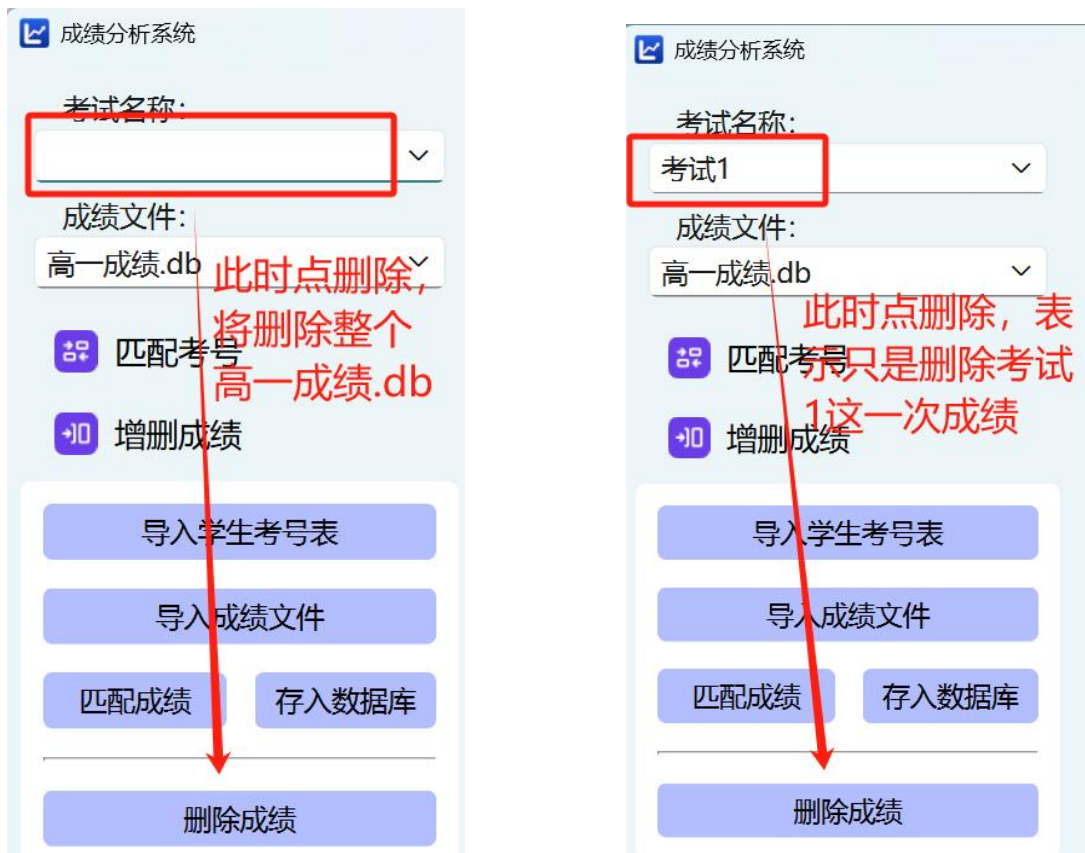 成绩分析系统
考试名称：
成绩文件：
高一成绩.db
此时点删除，
将删除整个
高一成绩.db
匹配考号
增删成绩
导入学生考号表
导入成绩文件
匹配成绩
存入数据库
删除成绩
成绩分析系统
考试名称：
考试1
成绩文件：
高一成绩.db
此时点删除，表
示只是删除考试
1这一次成绩
匹配考号
增删成绩
导入学生考号表
导入成绩文件
匹配成绩
存入数据库
删除成绩